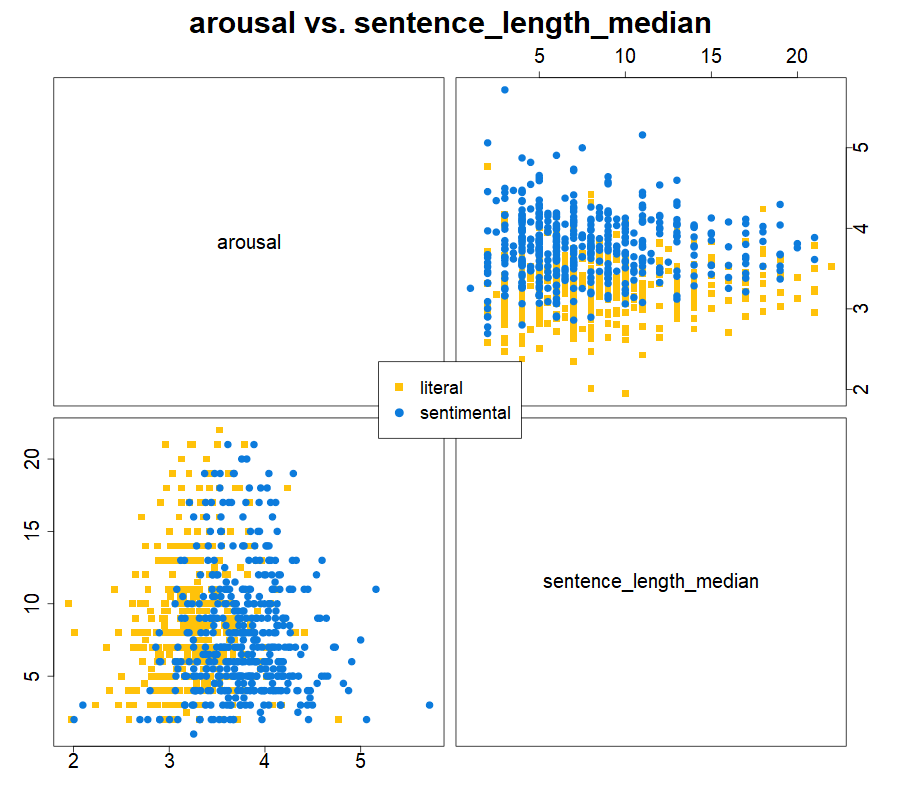 arousal vs. sentence_length_median
5 10 15 20
arousal
5
4
3
2
literal
sentimental
20
15
10
5
sentence_length_median
2 3 4 5